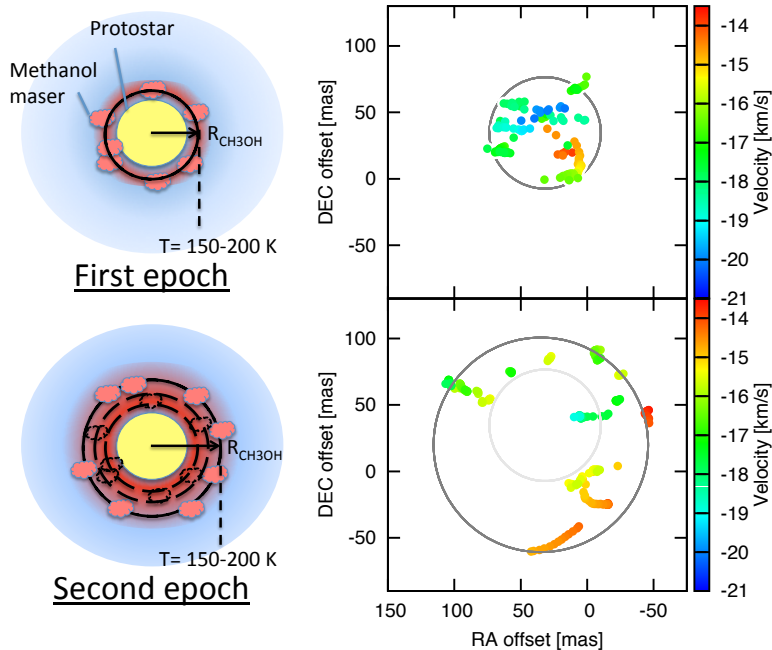 Protostar
Methanol
maser
R_CH3OH
T= 150-200 K
First epoch
100
50
0
-50
DEC offset [mas]
-14
-15
-16
-17
-18
-19
-20
-21
Velocity [km/s]
R_CH3OH
T= 150-200 K
Second epoch
100
50
0
-50
DEC offset [mas]
150 100 50 0 -50
RA offset [mas]
-14
-15
-16
-17
-18
-19
-20
-21
Velocity [km/s]